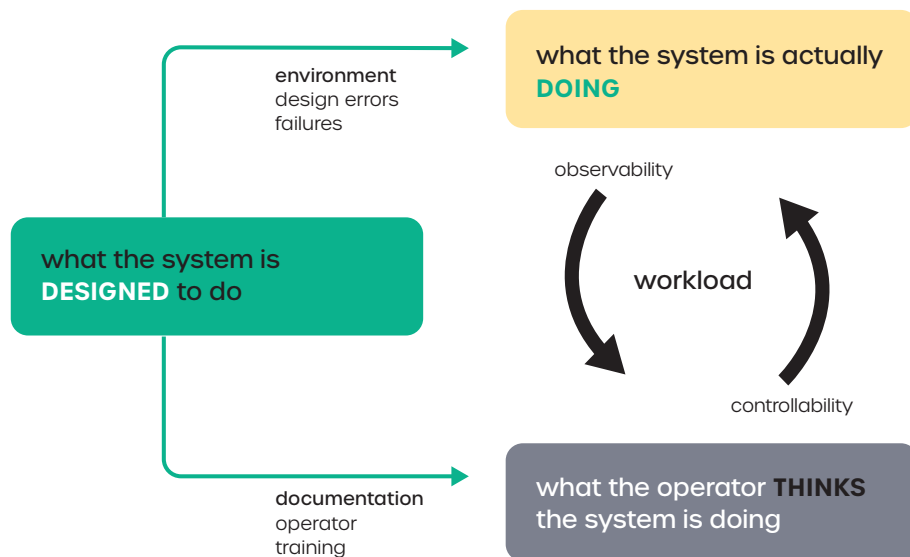 what the system is actually
DOING
environment
design errors
failures
observability
what the system is
DESIGNED to do
workload
controllability
what the operator THINKS
the system is doing
documentation
operator
training